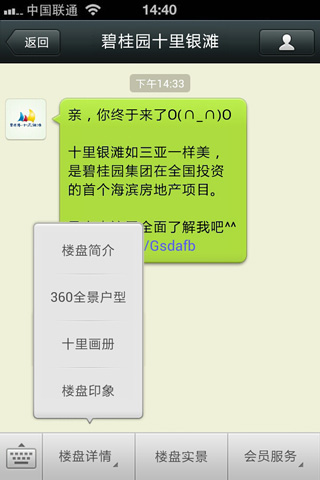 中国联通
14:40
返回
碧桂园十里银滩
下午14:33
亲，你终于来了O(∩_∩)O
十里银滩如三亚一样美，
是碧桂园集团在全国投资
的首个海滨房地产项目。
全面了解我吧^^
/Gsdafb
楼盘简介
360全景户型
十里画册
楼盘印象
楼盘详情
楼盘实景
会员服务